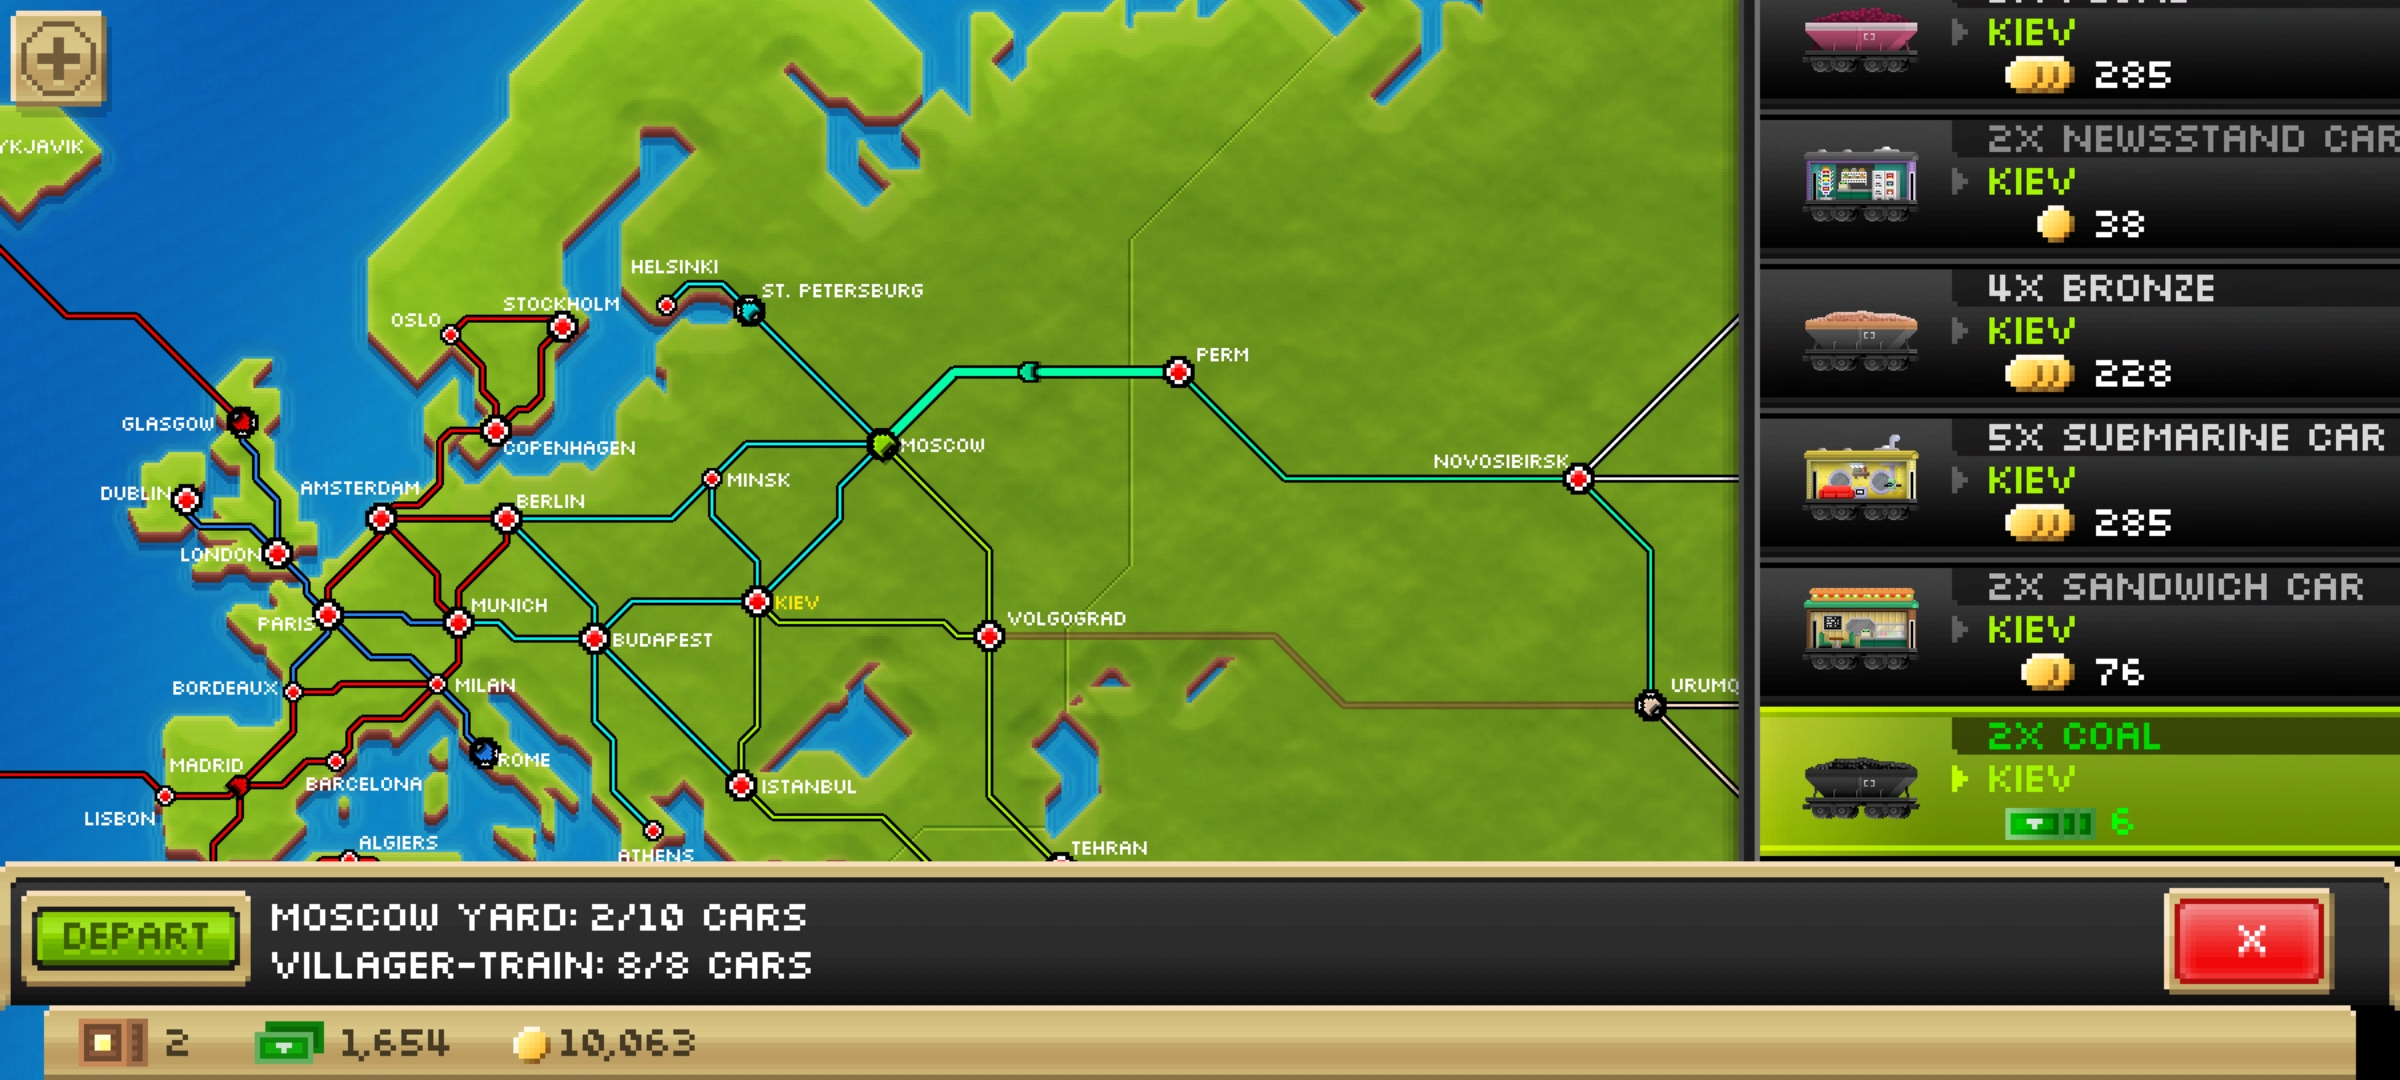 YKJAVIK
HELSINKI
ST. PETERSBURG
STOCKHOLM
OSLO
PERM
GLASGOW
COPENHAGEN
MOSCOW
NOVOSIBIRSK
MINSK
AMSTERDAM
DUBLIN
BERLIN
LONDON
MUNICH
KIEV
VOLGOGRAD
PARIS
BUDAPEST
BORDEAUX
MILAN
URUMQ
MADRID
ROME
BARCELONA
ISTANBUL
LISBON
ALGIERS
ATHENS
TEHRAN
KIEV
285
2X NEWSSTAND CAR
KIEV
38
4X BRONZE
KIEV
228
5X SUBMARINE CAR
KIEV
285
2X SANDWICH CAR
KIEV
76
2X COAL
KIEV
6
DEPART
MOSCOW YARD: 2/10 CARS
VILLAGER-TRAIN: 8/8 CARS
X
2
1,654
10,063